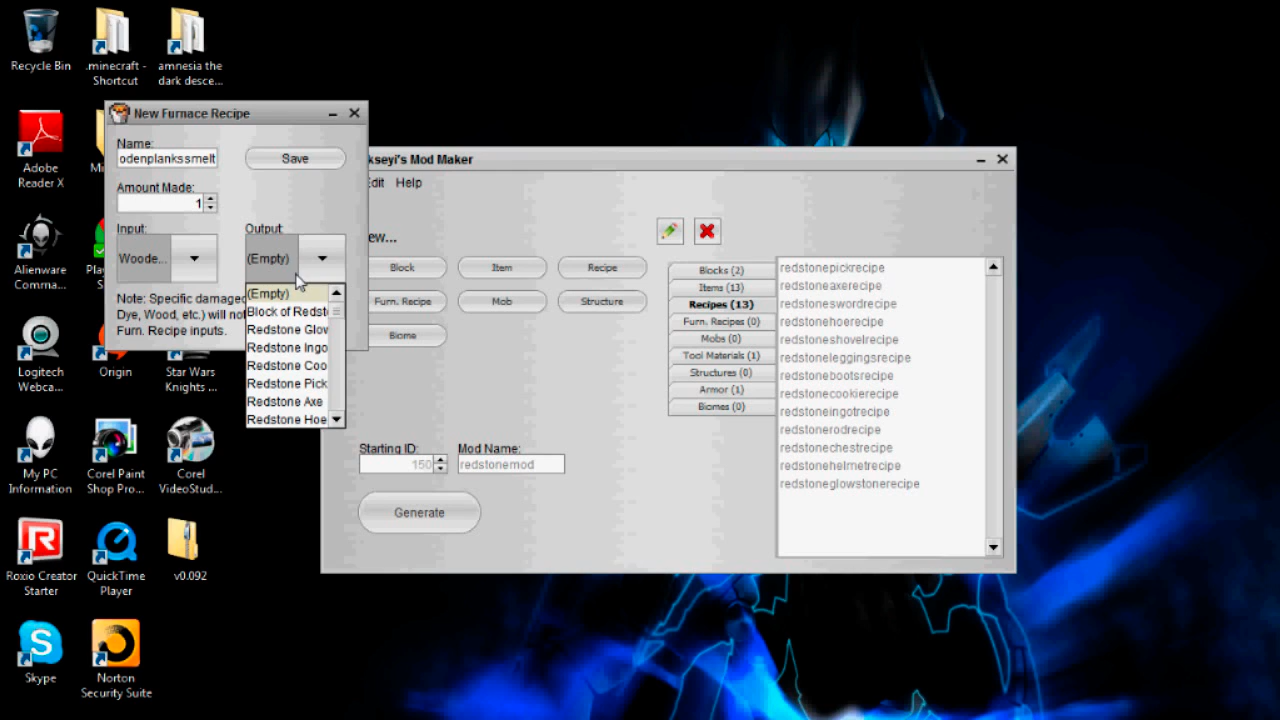 Recycle Bin
.minecraft -
Shortcut
amnesia the
dark desce...
Adobe
Reader X
Alienware
Comma...
Logitech
Webca...
Origin
Star Wars
Knights ...
My PC
Information
Corel Paint
Shop Pro...
Corel
VideoStud...
Roxio Creator
Starter
QuickTime
Player
v0.092
Skype
Norton
Security Suite
New Furnace Recipe
Name:
odenplankssmelt
Save
Amount Made:
1
Input:
Output:
Woode...
(Empty)
Note: Specific damaged
Dye, Wood, etc.) will not
Furn. Recipe inputs.
(Empty)
Block of Redst
Redstone Glow
Redstone Ingo
Redstone Coo
Redstone Pick
Redstone Axe
Redstone Hoe
kseyi's Mod Maker
Edit Help
ew...
Block
Item
Recipe
Furn. Recipe
Mob
Structure
Biome
Starting ID:
150
Mod Name:
redstonemod
Generate
Blocks (2)
Items (13)
Recipes (13)
Furn. Recipes (0)
Mobs (0)
Tool Materials (1)
Structures (0)
Armor (1)
Biomes (0)
redstonepickrecipe
redstoneaxerecipe
redstoneswordrecipe
redstonehoerecipe
redstoneshovelrecipe
redstoneleggingsrecipe
redstonebootsrecipe
redstonecookierecipe
redstoneingotrecipe
redstonerodrecipe
redstonechestrecipe
redstonehelmetrecipe
redstoneglowstonerecipe